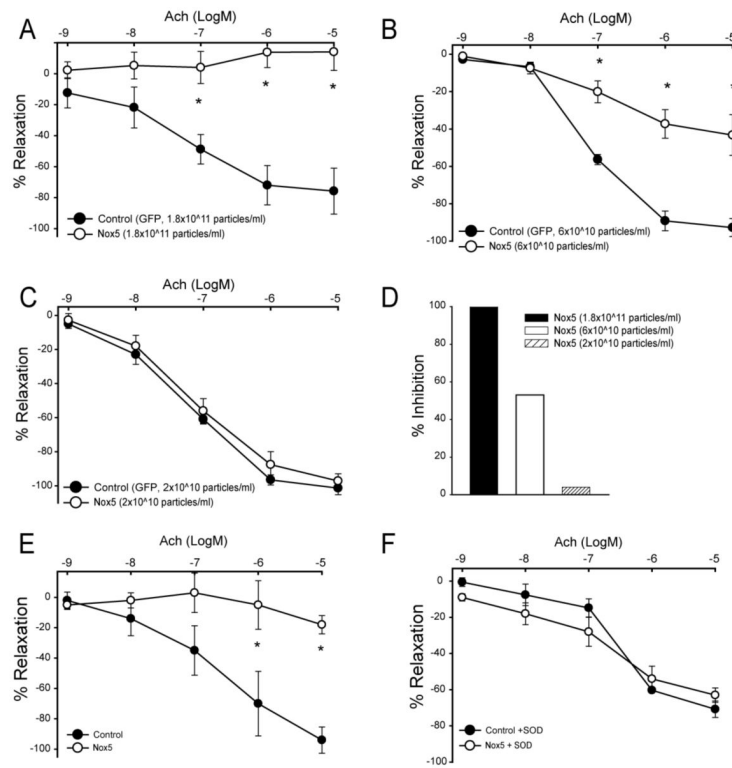 A
Ach (LogM)
-9 -8 -7 -6 -5
% Relaxation
0
-20
-40
-60
-80
-100
* * *
Control (GFP, 1.8x10^11 particles/ml)
Nox5 (1.8x10^11 particles/ml)
B
Ach (LogM)
-9 -8 -7 -6 -5
% Relaxation
0
-20
-40
-60
-80
-100
* * *
Control (GFP, 6x10^10 particles/ml)
Nox5 (6x10^10 particles/ml)
C
Ach (LogM)
-9 -8 -7 -6 -5
% Relaxation
0
-20
-40
-60
-80
-100
Control (GFP, 2x10^10 particles/ml)
Nox5 (2x10^10 particles/ml)
D
% Inhibition
100
80
60
40
20
0
Nox5 (1.8x10^11 particles/ml)
Nox5 (6x10^10 particles/ml)
Nox5 (2x10^10 particles/ml)
E
Ach (LogM)
-9 -8 -7 -6 -5
% Relaxation
0
-20
-40
-60
-80
-100
* *
Control
Nox5
F
Ach (LogM)
-9 -8 -7 -6 -5
% Relaxation
0
-20
-40
-60
-80
-100
Control +SOD
Nox5 + SOD